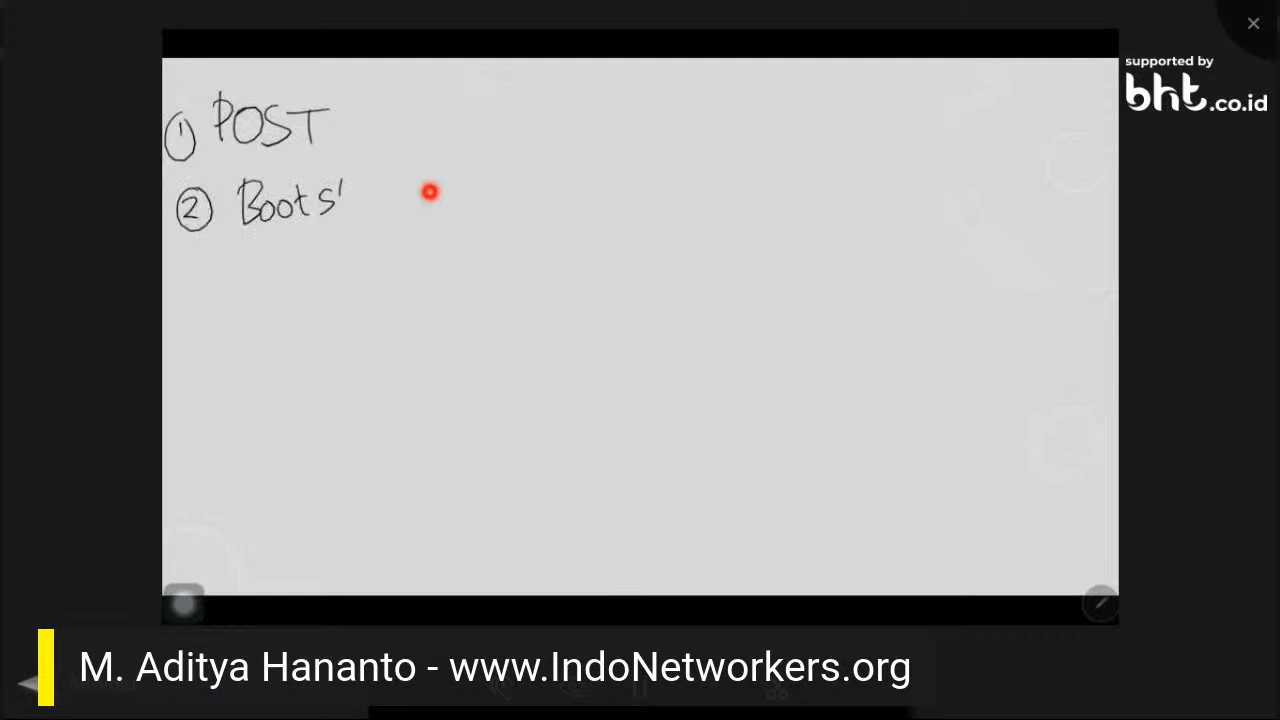 supported by
bht.co.id
① POST
② Boots'
M. Aditya Hananto - www.IndoNetworkers.org